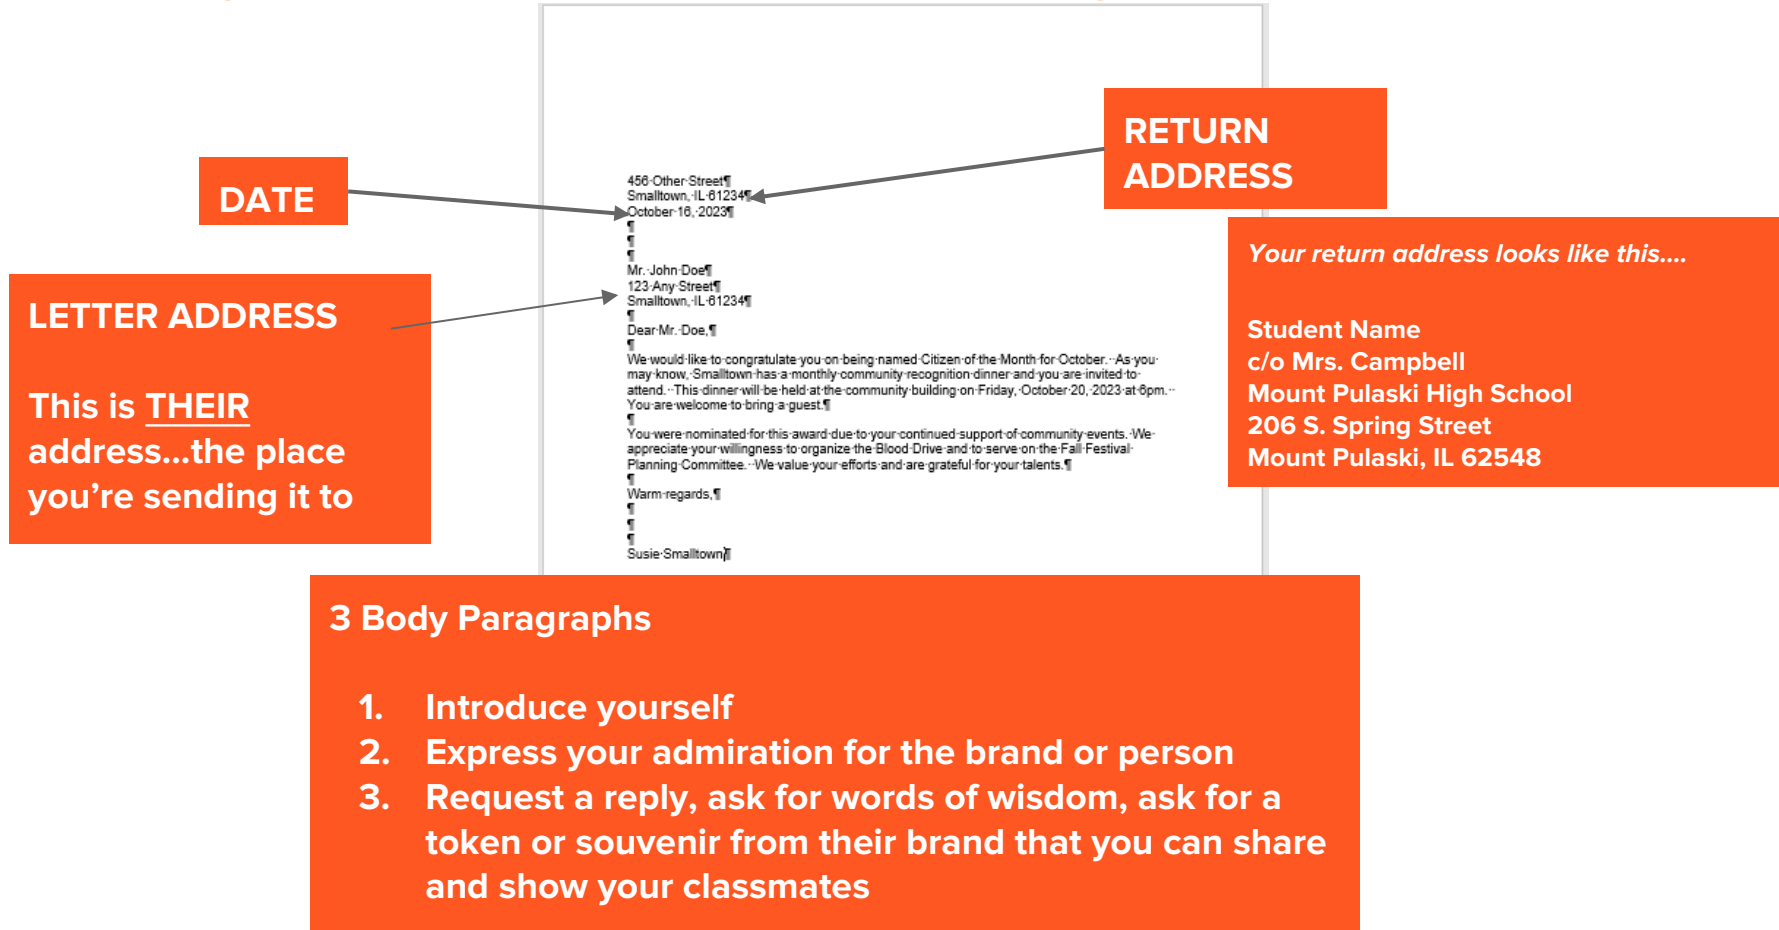 RETURN
ADDRESS
DATE
456 Other Street¶
Smalltown, IL 61234¶
October 16, 2023¶
¶
¶
¶
Mr. John Doe¶
123 Any Street¶
Smalltown, IL 61234¶
¶
Dear Mr. Doe,¶
¶
We would like to congratulate you on being named Citizen of the Month for October. As you
may know, Smalltown has a monthly community recognition dinner and you are invited to
attend. This dinner will be held at the community building on Friday, October 20, 2023 at 6pm.
You are welcome to bring a guest.¶
¶
You were nominated for this award due to your continued support of community events. We
appreciate your willingness to organize the Blood Drive and to serve on the Fall Festival
Planning Committee. We value your efforts and are grateful for your talents.¶
¶
Warm regards,¶
¶
¶
¶
Susie Smalltown¶
LETTER ADDRESS
This is THEIR
address...the place
you’re sending it to
Your return address looks like this....
Student Name
c/o Mrs. Campbell
Mount Pulaski High School
206 S. Spring Street
Mount Pulaski, IL 62548
3 Body Paragraphs
1. Introduce yourself
2. Express your admiration for the brand or person
3. Request a reply, ask for words of wisdom, ask for a
token or souvenir from their brand that you can share
and show your classmates